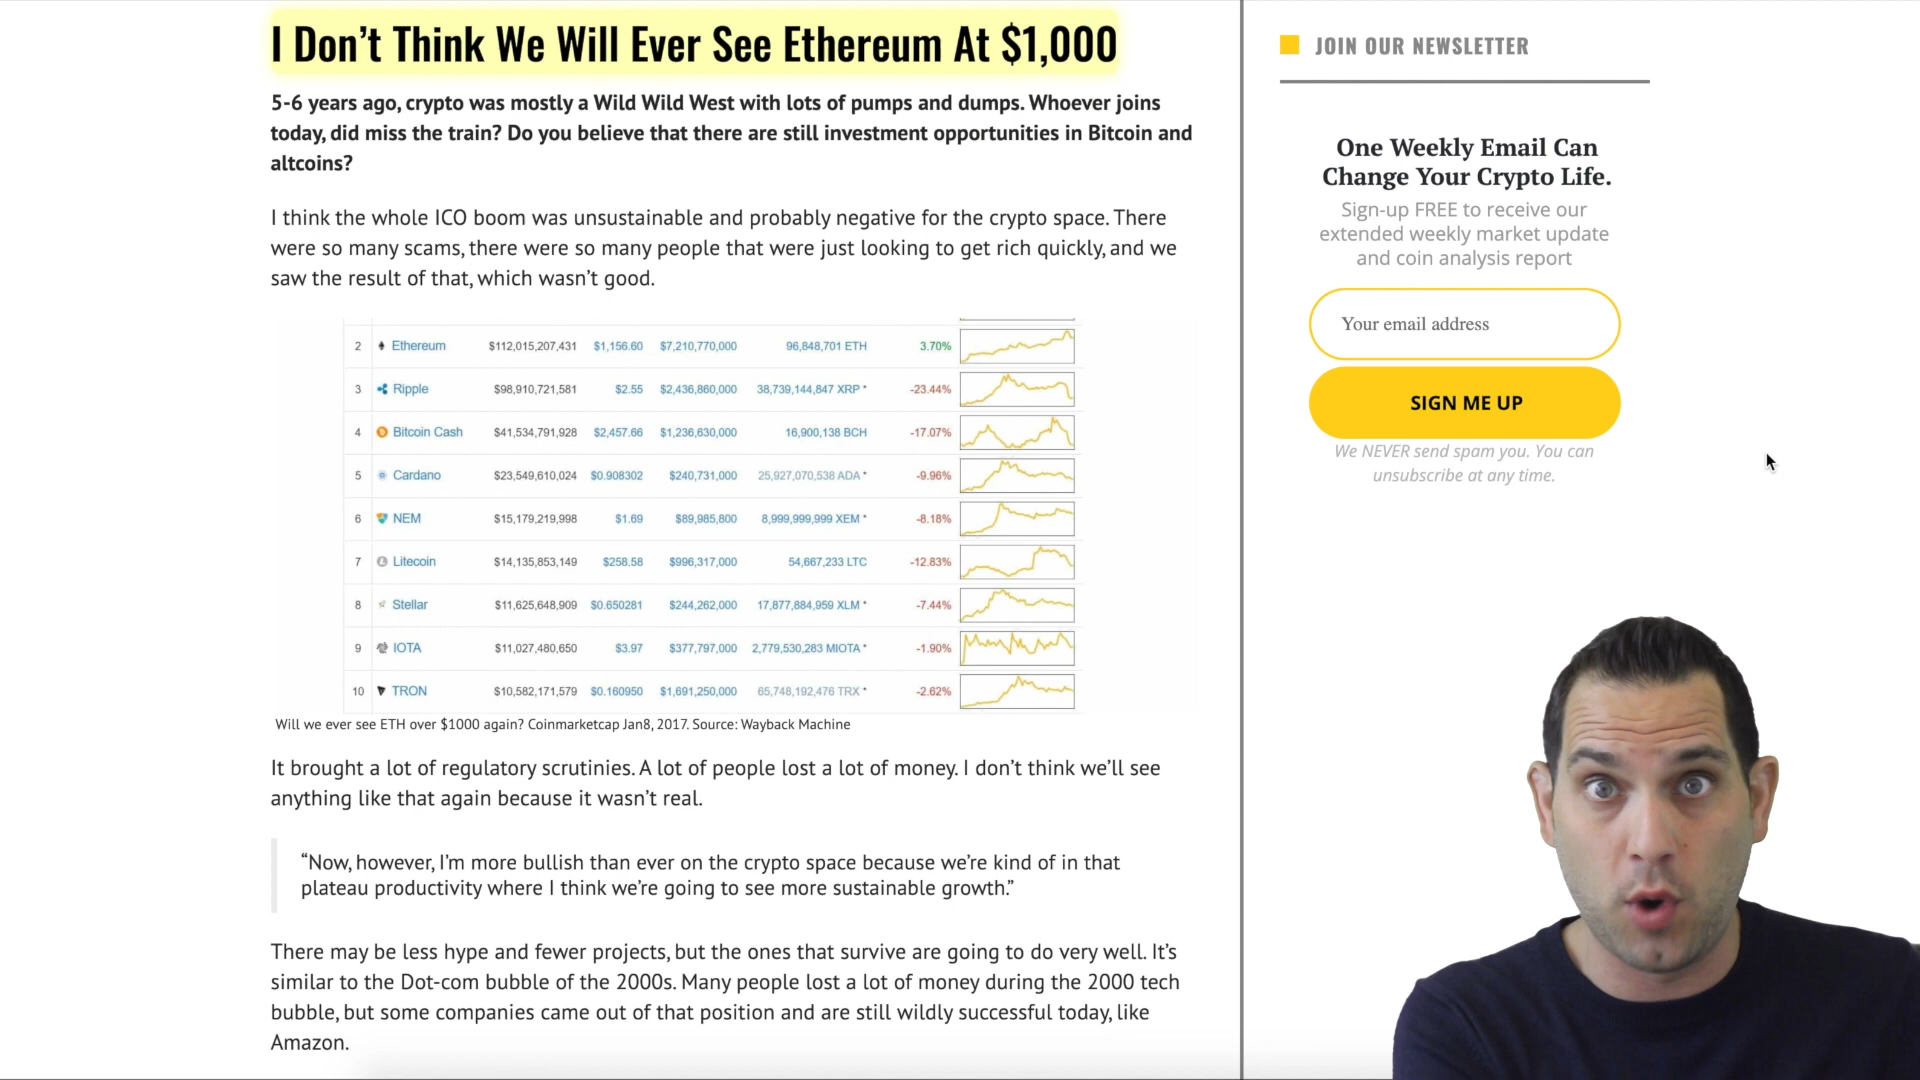 I Don’t Think We Will Ever See Ethereum At $1,000
5-6 years ago, crypto was mostly a Wild Wild West with lots of pumps and dumps. Whoever joins
today, did miss the train? Do you believe that there are still investment opportunities in Bitcoin and
altcoins?
I think the whole ICO boom was unsustainable and probably negative for the crypto space. There
were so many scams, there were so many people that were just looking to get rich quickly, and we
saw the result of that, which wasn’t good.
2 Ethereum $112,015,207,431 $1,156.60 $7,210,770,000 96,848,701 ETH 3.70%
3 Ripple $98,910,721,581 $2.55 $2,436,860,000 38,739,144,847 XRP * -23.44%
4 Bitcoin Cash $41,534,791,928 $2,457.66 $1,236,630,000 16,900,138 BCH -17.07%
5 Cardano $23,549,610,024 $0.908302 $240,731,000 25,927,070,538 ADA * -9.96%
6 NEM $15,179,219,998 $1.69 $89,985,800 8,999,999,999 XEM * -8.18%
7 Litecoin $14,135,853,149 $258.58 $996,317,000 54,667,233 LTC -12.83%
8 Stellar $11,625,648,909 $0.650281 $244,262,000 17,877,884,959 XLM * -7.44%
9 IOTA $11,027,480,650 $3.97 $377,797,000 2,779,530,283 MIOTA * -1.90%
10 TRON $10,582,171,579 $0.160950 $1,691,250,000 65,748,192,476 TRX * -2.62%
Will we ever see ETH over $1000 again? Coinmarketcap Jan8, 2017. Source: Wayback Machine
It brought a lot of regulatory scrutinies. A lot of people lost a lot of money. I don’t think we’ll see
anything like that again because it wasn’t real.
“Now, however, I’m more bullish than ever on the crypto space because we’re kind of in that
plateau productivity where I think we’re going to see more sustainable growth.”
There may be less hype and fewer projects, but the ones that survive are going to do very well. It’s
similar to the Dot-com bubble of the 2000s. Many people lost a lot of money during the 2000 tech
bubble, but some companies came out of that position and are still wildly successful today, like
Amazon.
JOIN OUR NEWSLETTER
One Weekly Email Can
Change Your Crypto Life.
Sign-up FREE to receive our
extended weekly market update
and coin analysis report
Your email address
SIGN ME UP
We NEVER send spam you. You can
unsubscribe at any time.